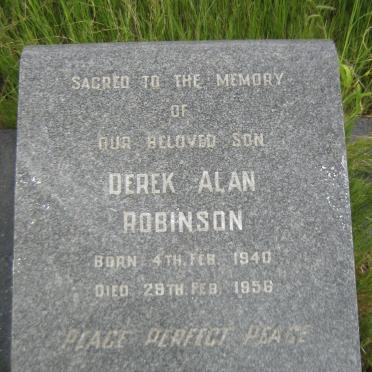 SACRED TO THE MEMORY
OF
OUR BELOVED SON
DEREK ALAN
ROBINSON
BORN 4TH. FEB. 1940
DIED 29TH. FEB. 1956
PEACE PERFECT PEACE